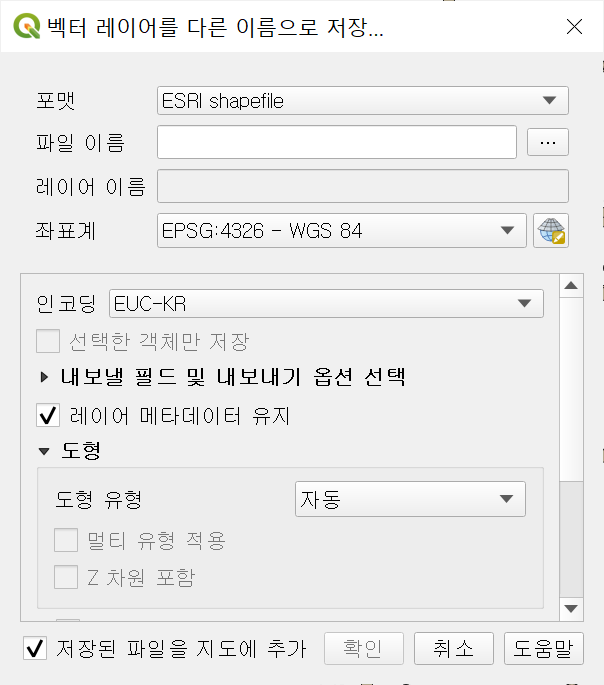 벡터 레이어를 다른 이름으로 저장...
포맷 ESRI shapefile
파일 이름 ...
레이어 이름
좌표계 EPSG:4326 - WGS 84
인코딩 EUC-KR
선택한 객체만 저장
내보낼 필드 및 내보내기 옵션 선택
레이어 메타데이터 유지
도형
도형 유형 자동
멀티 유형 적용
Z 차원 포함
저장된 파일을 지도에 추가 확인 취소 도움말